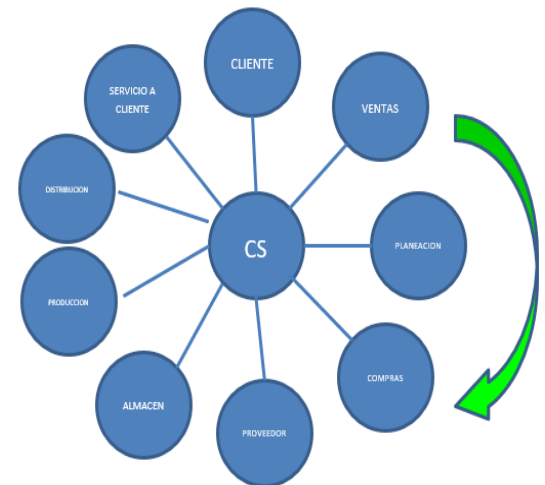 CLIENTE
VENTAS
PLANEACION
COMPRAS
PROVEEDOR
ALMACEN
PRODUCCION
DISTRIBUCION
SERVICIO A
CLIENTE
CS